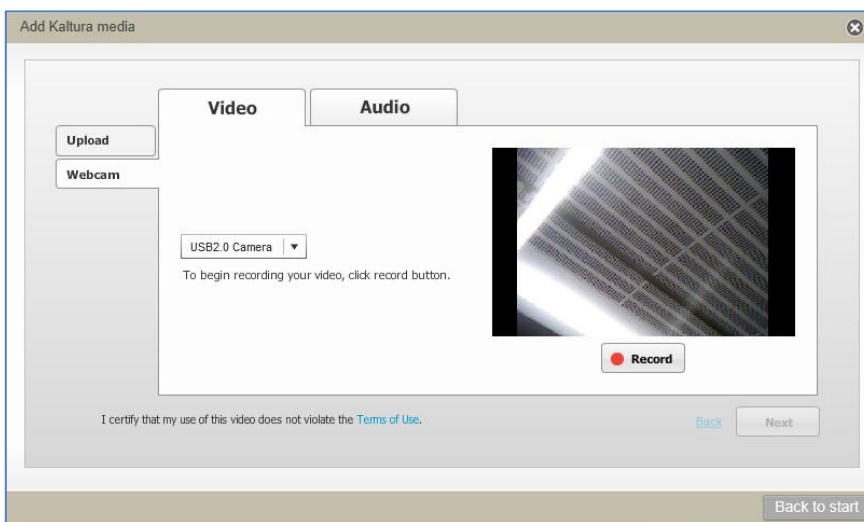 Add Kaltura media
Video
Audio
Upload
Webcam
USB2.0 Camera
To begin recording your video, click record button.
Record
I certify that my use of this video does not violate the Terms of Use.
Back
Next
Back to start